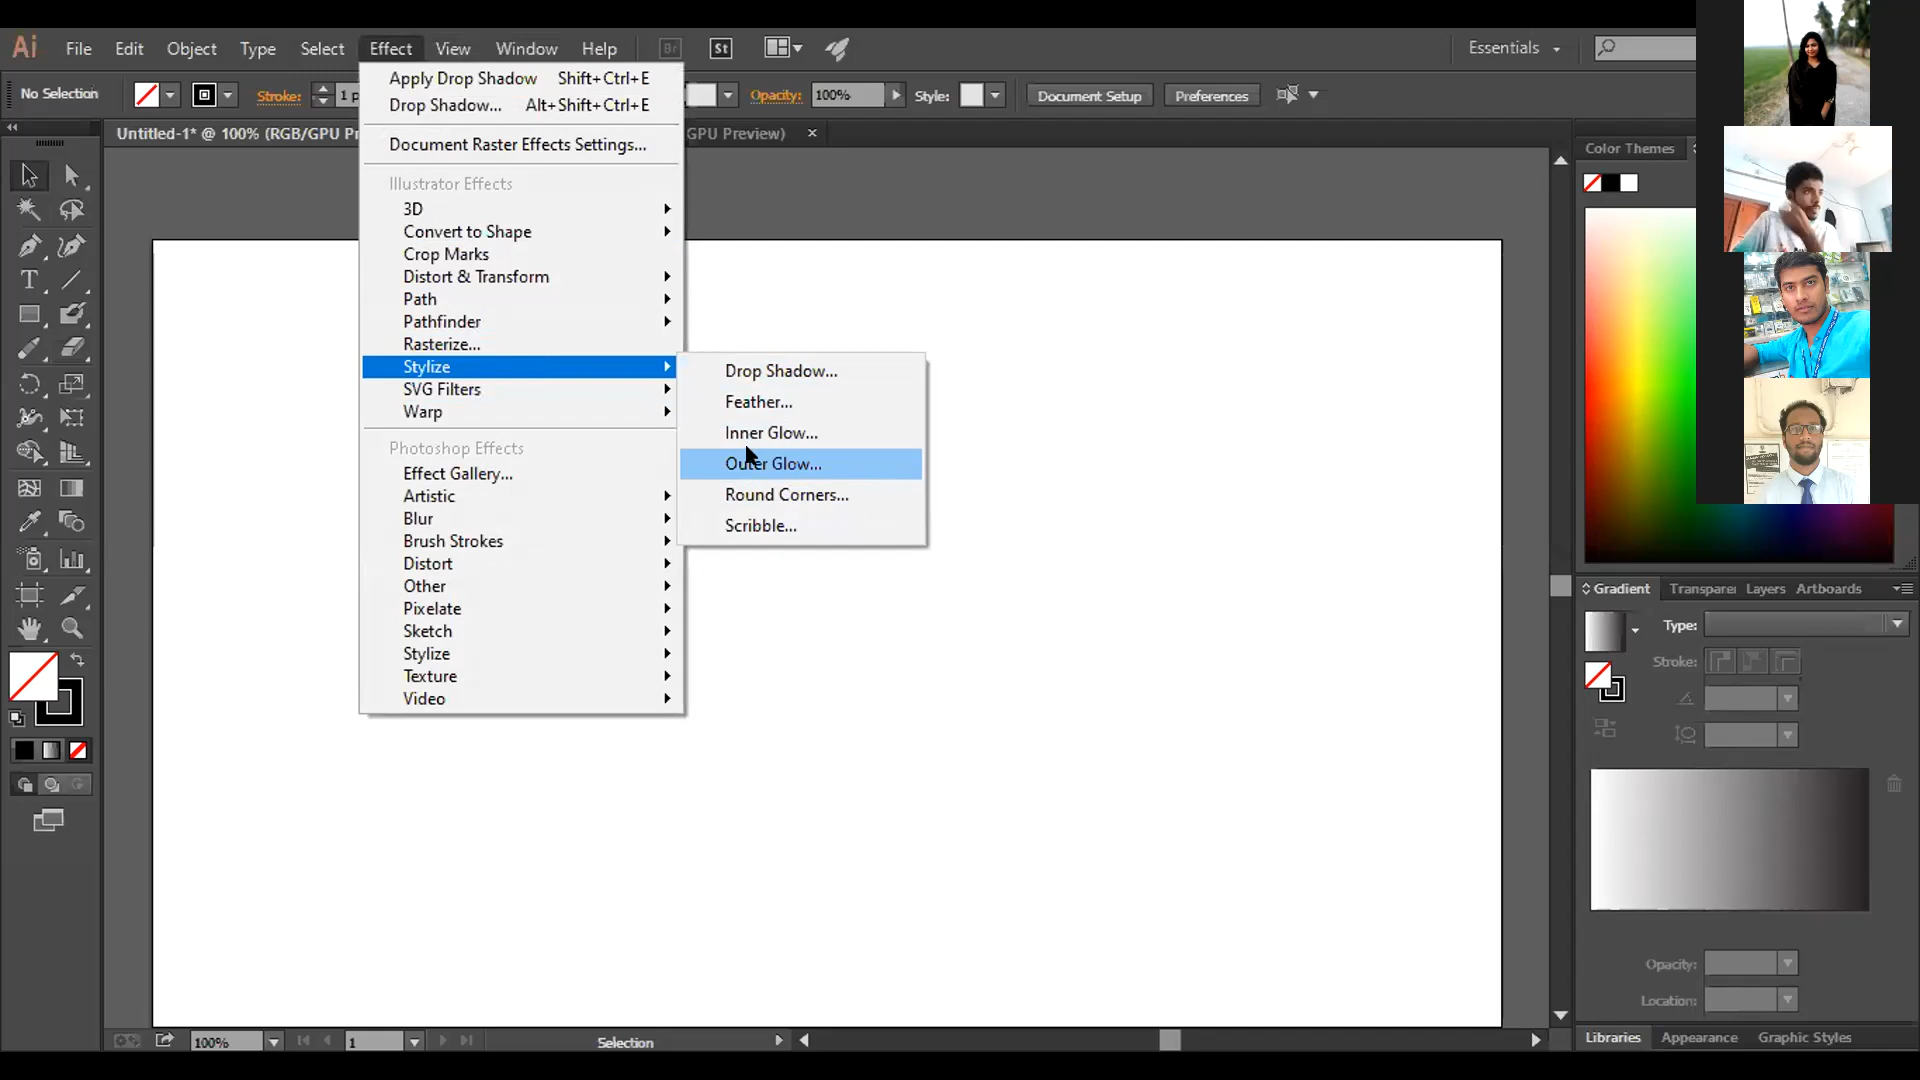 Ai File Edit Object Type Select Effect View Window Help Br St Essentials
No Selection Stroke: 1 p Opacity: 100% Style: Document Setup Preferences
Untitled-1* @ 100% (RGB/GPU Pr GPU Preview) ×
Apply Drop Shadow Shift+Ctrl+E
Drop Shadow... Alt+Shift+Ctrl+E
Document Raster Effects Settings...
Illustrator Effects
3D
Convert to Shape
Crop Marks
Distort & Transform
Path
Pathfinder
Rasterize...
Stylize
SVG Filters
Warp
Photoshop Effects
Effect Gallery...
Artistic
Blur
Brush Strokes
Distort
Other
Pixelate
Sketch
Stylize
Texture
Video
Drop Shadow...
Feather...
Inner Glow...
Outer Glow...
Round Corners...
Scribble...
Color Themes
Gradient Transparer Layers Artboards
Type:
Stroke:
Opacity:
Location:
Libraries Appearance Graphic Styles
100% 1 Selection